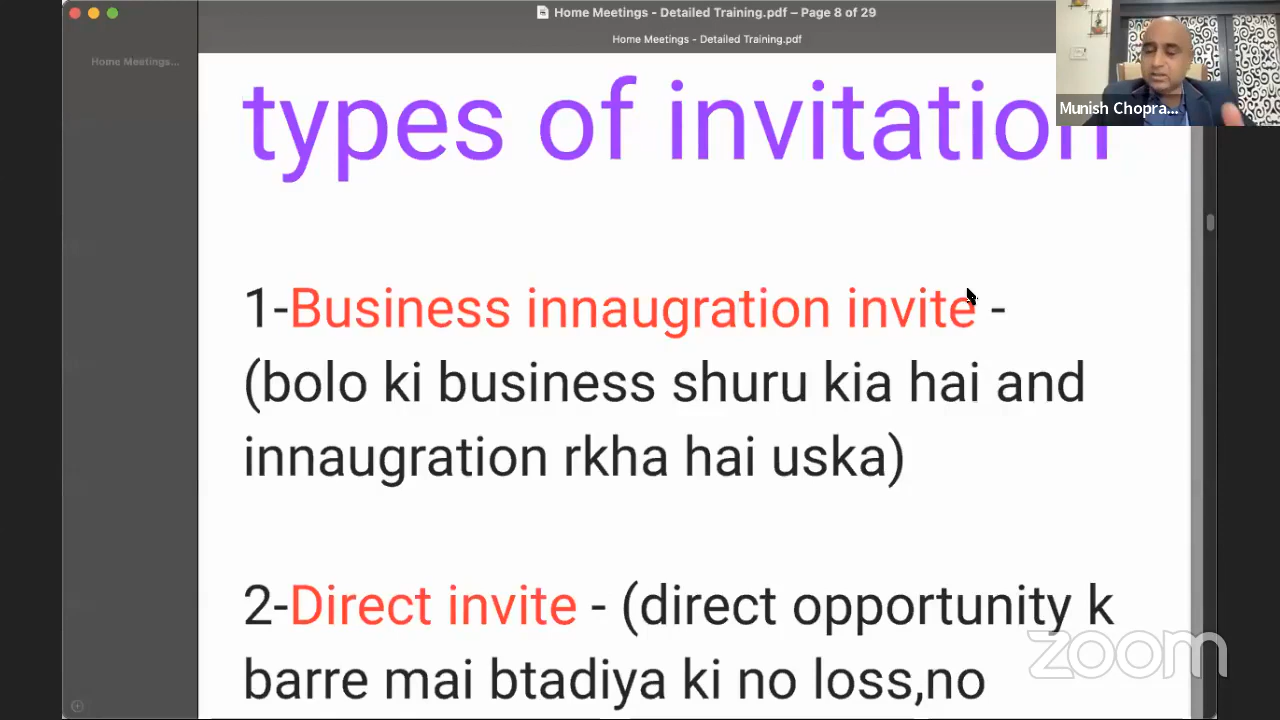 Home Meetings - Detailed Training.pdf – Page 8 of 29
Home Meetings - Detailed Training.pdf
Home Meetings...
Munish Chopra...
types of invitation
1-Business innaugration invite -
(bolo ki business shuru kia hai and
innaugration rkha hai uska)
2-Direct invite - (direct opportunity k
barre mai btadiya ki no loss,no
zoom